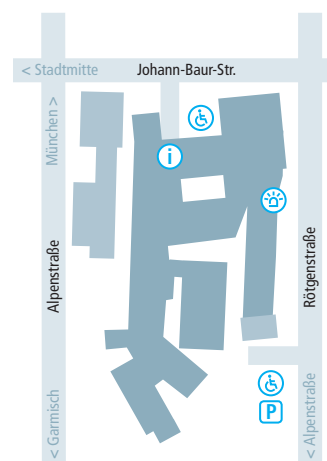 < Stadtmitte
Johann-Baur-Str.
München >
i
Alpenstraße
Rötgenstraße
< Garmisch
< Alpenstraße
P